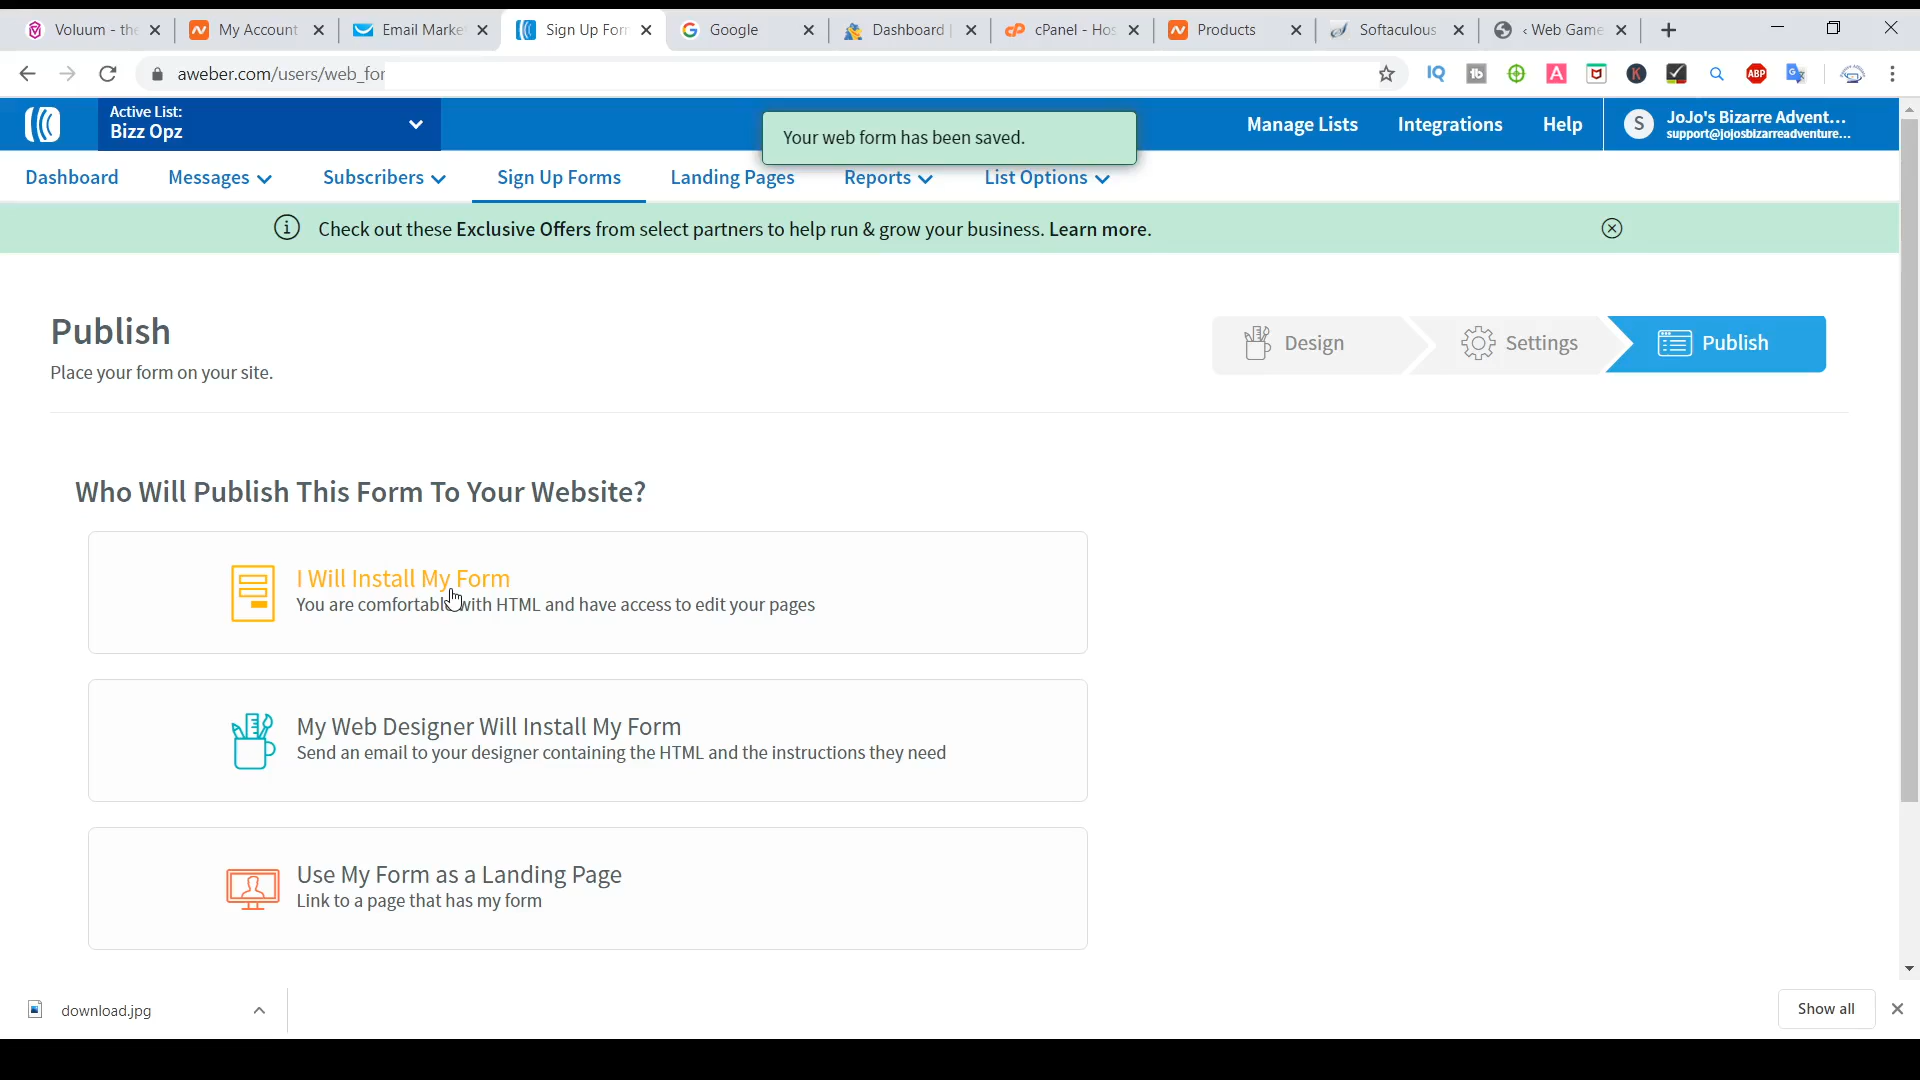 Voluum - the
My Account
Email Marke
Sign Up For
Google
Dashboard
cPanel - Hos
Products
Softaculous
‹ Web Game
aweber.com/users/web_for
IQ
tb
A
K
ABP
Active List:
Bizz Opz
Your web form has been saved.
Manage Lists
Integrations
Help
S
JoJo's Bizarre Advent...
support@jojosbizarreadventure...
Dashboard
Messages
Subscribers
Sign Up Forms
Landing Pages
Reports
List Options
Check out these Exclusive Offers from select partners to help run & grow your business. Learn more.
Publish
Place your form on your site.
Design
Settings
Publish
Who Will Publish This Form To Your Website?
I Will Install My Form
You are comfortable with HTML and have access to edit your pages
My Web Designer Will Install My Form
Send an email to your designer containing the HTML and the instructions they need
Use My Form as a Landing Page
Link to a page that has my form
download.jpg
Show all